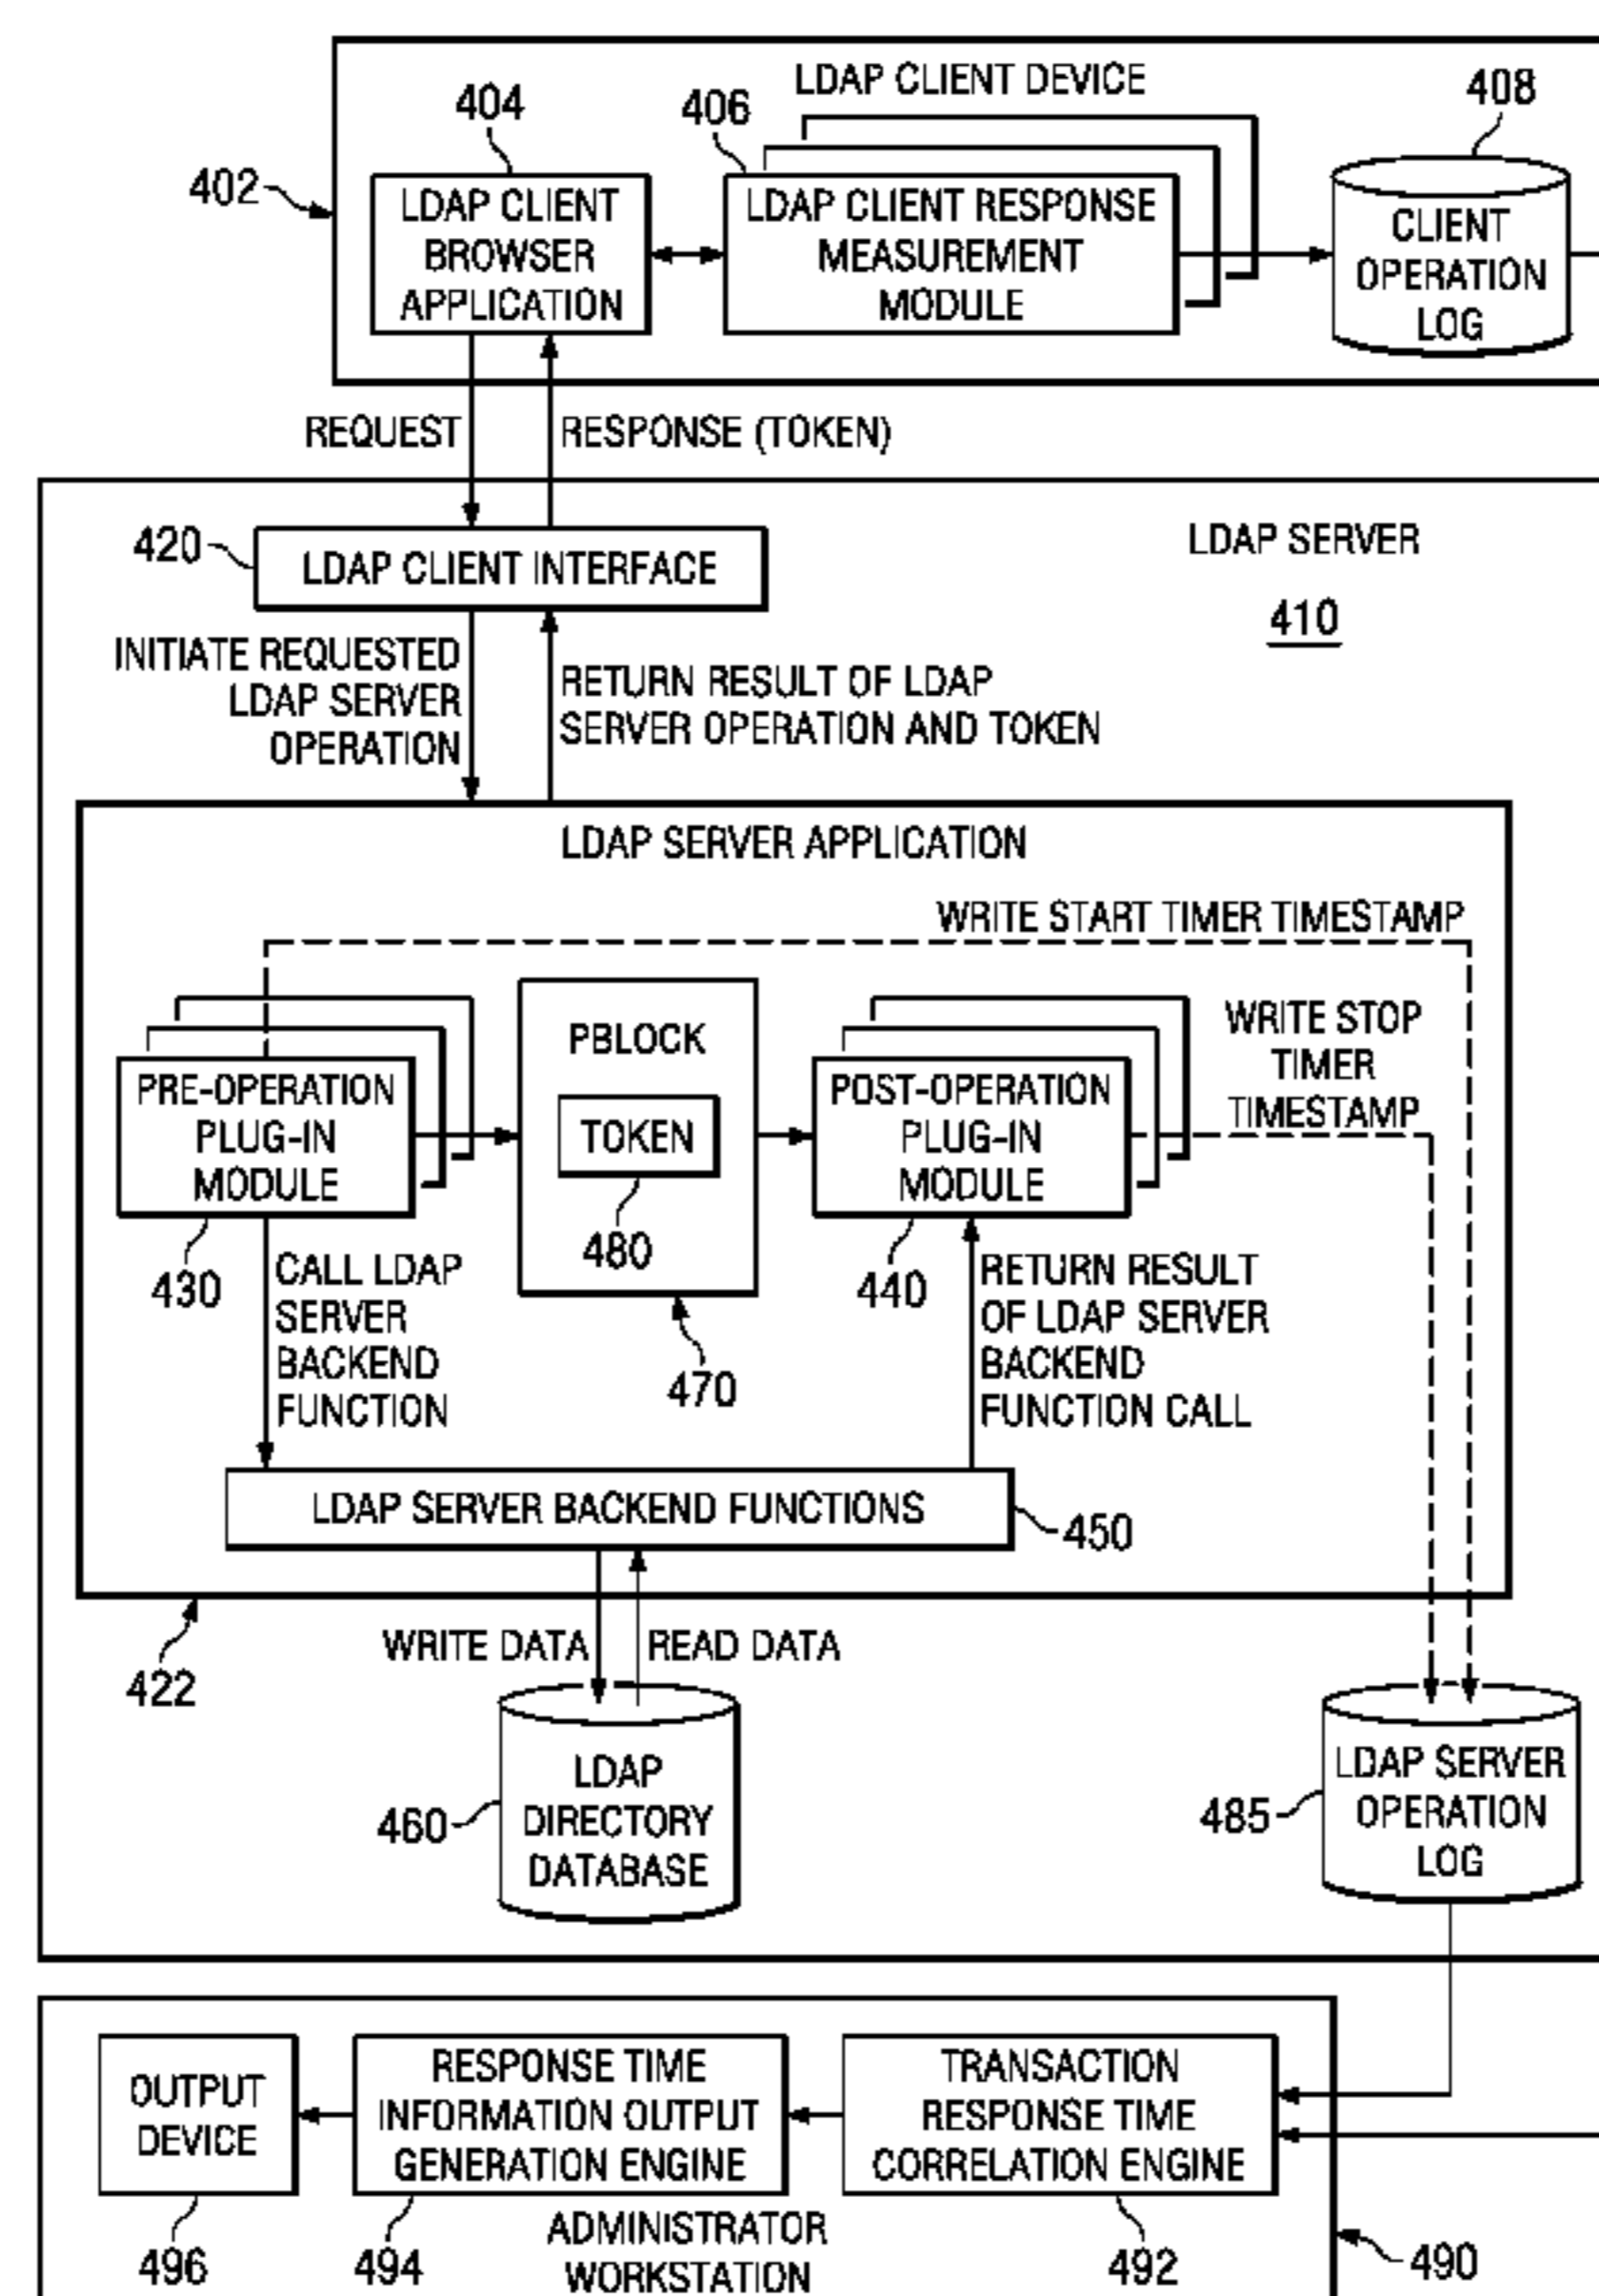 LDAP CLIENT DEVICE
404
406
408
402
LDAP CLIENT
BROWSER
APPLICATION
LDAP CLIENT RESPONSE
MEASUREMENT
MODULE
CLIENT
OPERATION
LOG
REQUEST
RESPONSE (TOKEN)
LDAP SERVER
410
420
LDAP CLIENT INTERFACE
INITIATE REQUESTED
LDAP SERVER
OPERATION
RETURN RESULT OF LDAP
SERVER OPERATION AND TOKEN
LDAP SERVER APPLICATION
WRITE START TIMER TIMESTAMP
WRITE STOP
TIMER
TIMESTAMP
PRE-OPERATION
PLUG-IN
MODULE
PBLOCK
TOKEN
POST-OPERATION
PLUG-IN
MODULE
430
480
440
470
CALL LDAP
SERVER
BACKEND
FUNCTION
RETURN RESULT
OF LDAP SERVER
BACKEND
FUNCTION CALL
LDAP SERVER BACKEND FUNCTIONS
450
422
WRITE DATA
READ DATA
460
LDAP
DIRECTORY
DATABASE
485
LDAP SERVER
OPERATION
LOG
OUTPUT
DEVICE
RESPONSE TIME
INFORMATION OUTPUT
GENERATION ENGINE
TRANSACTION
RESPONSE TIME
CORRELATION ENGINE
496
494
ADMINISTRATOR
WORKSTATION
492
490